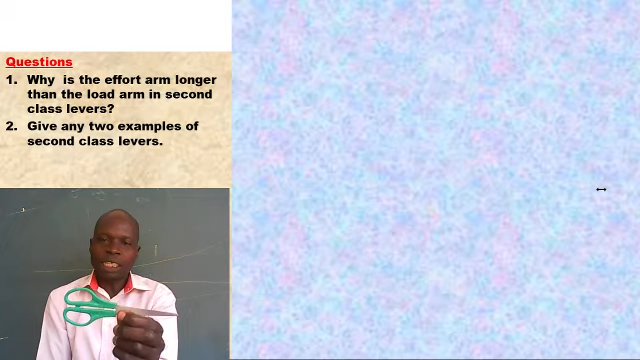 Questions
1. Why is the effort arm longer
than the load arm in second
class levers?
2. Give any two examples of
second class levers.